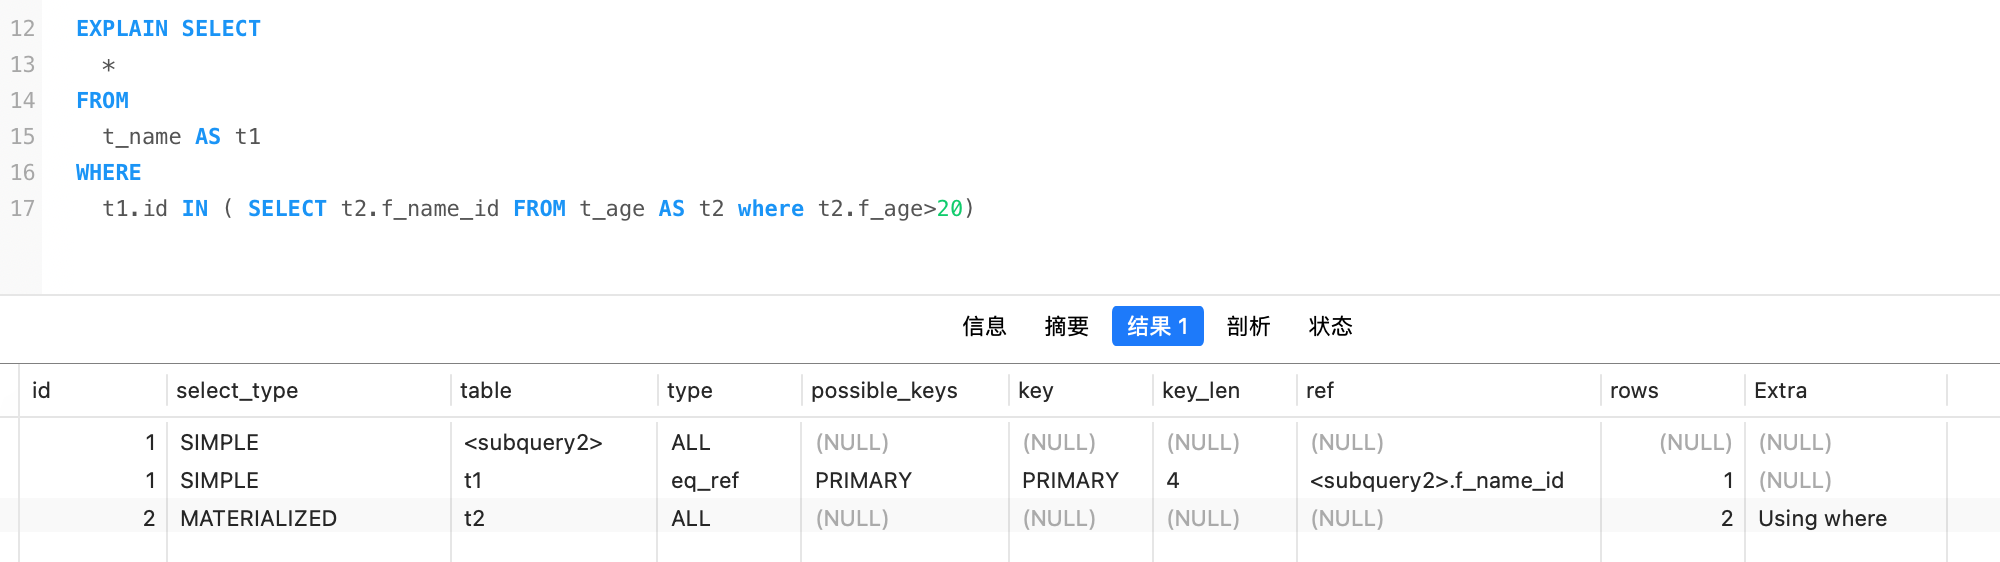 12 EXPLAIN SELECT
13 *
14 FROM
15 t_name AS t1
16 WHERE
17 t1.id IN ( SELECT t2.f_name_id FROM t_age AS t2 where t2.f_age>20)
信息 摘要 结果 1 剖析 状态
id select_type table type possible_keys key key_len ref rows Extra
1 SIMPLE <subquery2> ALL (NULL) (NULL) (NULL) (NULL) (NULL) (NULL)
1 SIMPLE t1 eq_ref PRIMARY PRIMARY 4 <subquery2>.f_name_id 1 (NULL)
2 MATERIALIZED t2 ALL (NULL) (NULL) (NULL) (NULL) 2 Using where